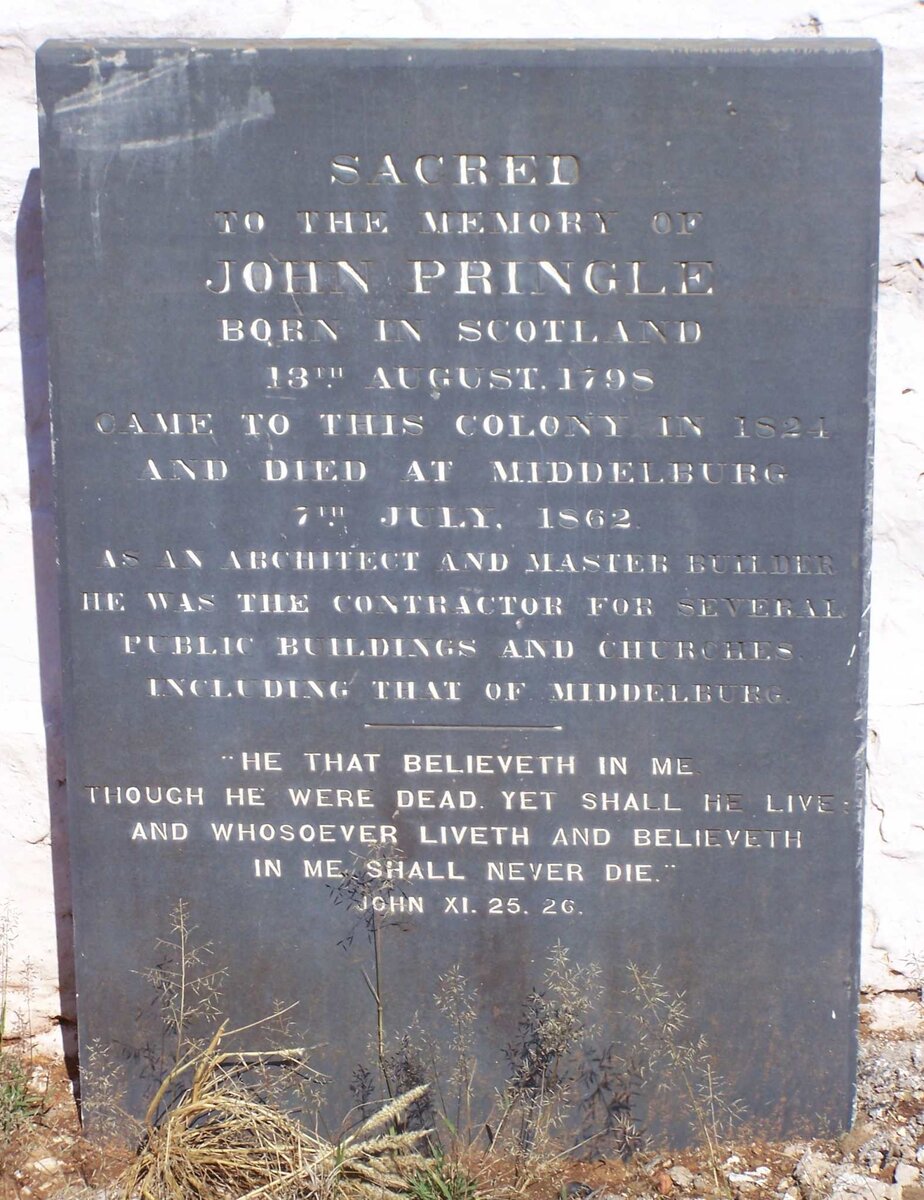 SACRED
TO THE MEMORY OF
JOHN PRINGLE
BORN IN SCOTLAND
13TH AUGUST, 1798
CAME TO THIS COLONY IN 1824
AND DIED AT MIDDELBURG
7TH JULY, 1862.
AS AN ARCHITECT AND MASTER BUILDER
HE WAS THE CONTRACTOR FOR SEVERAL
PUBLIC BUILDINGS AND CHURCHES,
INCLUDING THAT OF MIDDELBURG.
"HE THAT BELIEVETH IN ME
THOUGH HE WERE DEAD, YET SHALL HE LIVE:
AND WHOSOEVER LIVETH AND BELIEVETH
IN ME SHALL NEVER DIE."
JOHN XI. 25. 26.